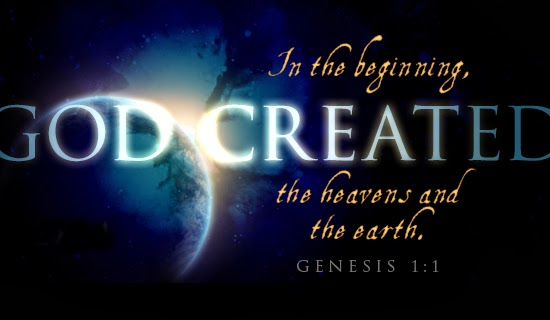 In the beginning,
GOD CREATED
the heavens and
the earth.
GENESIS 1:1